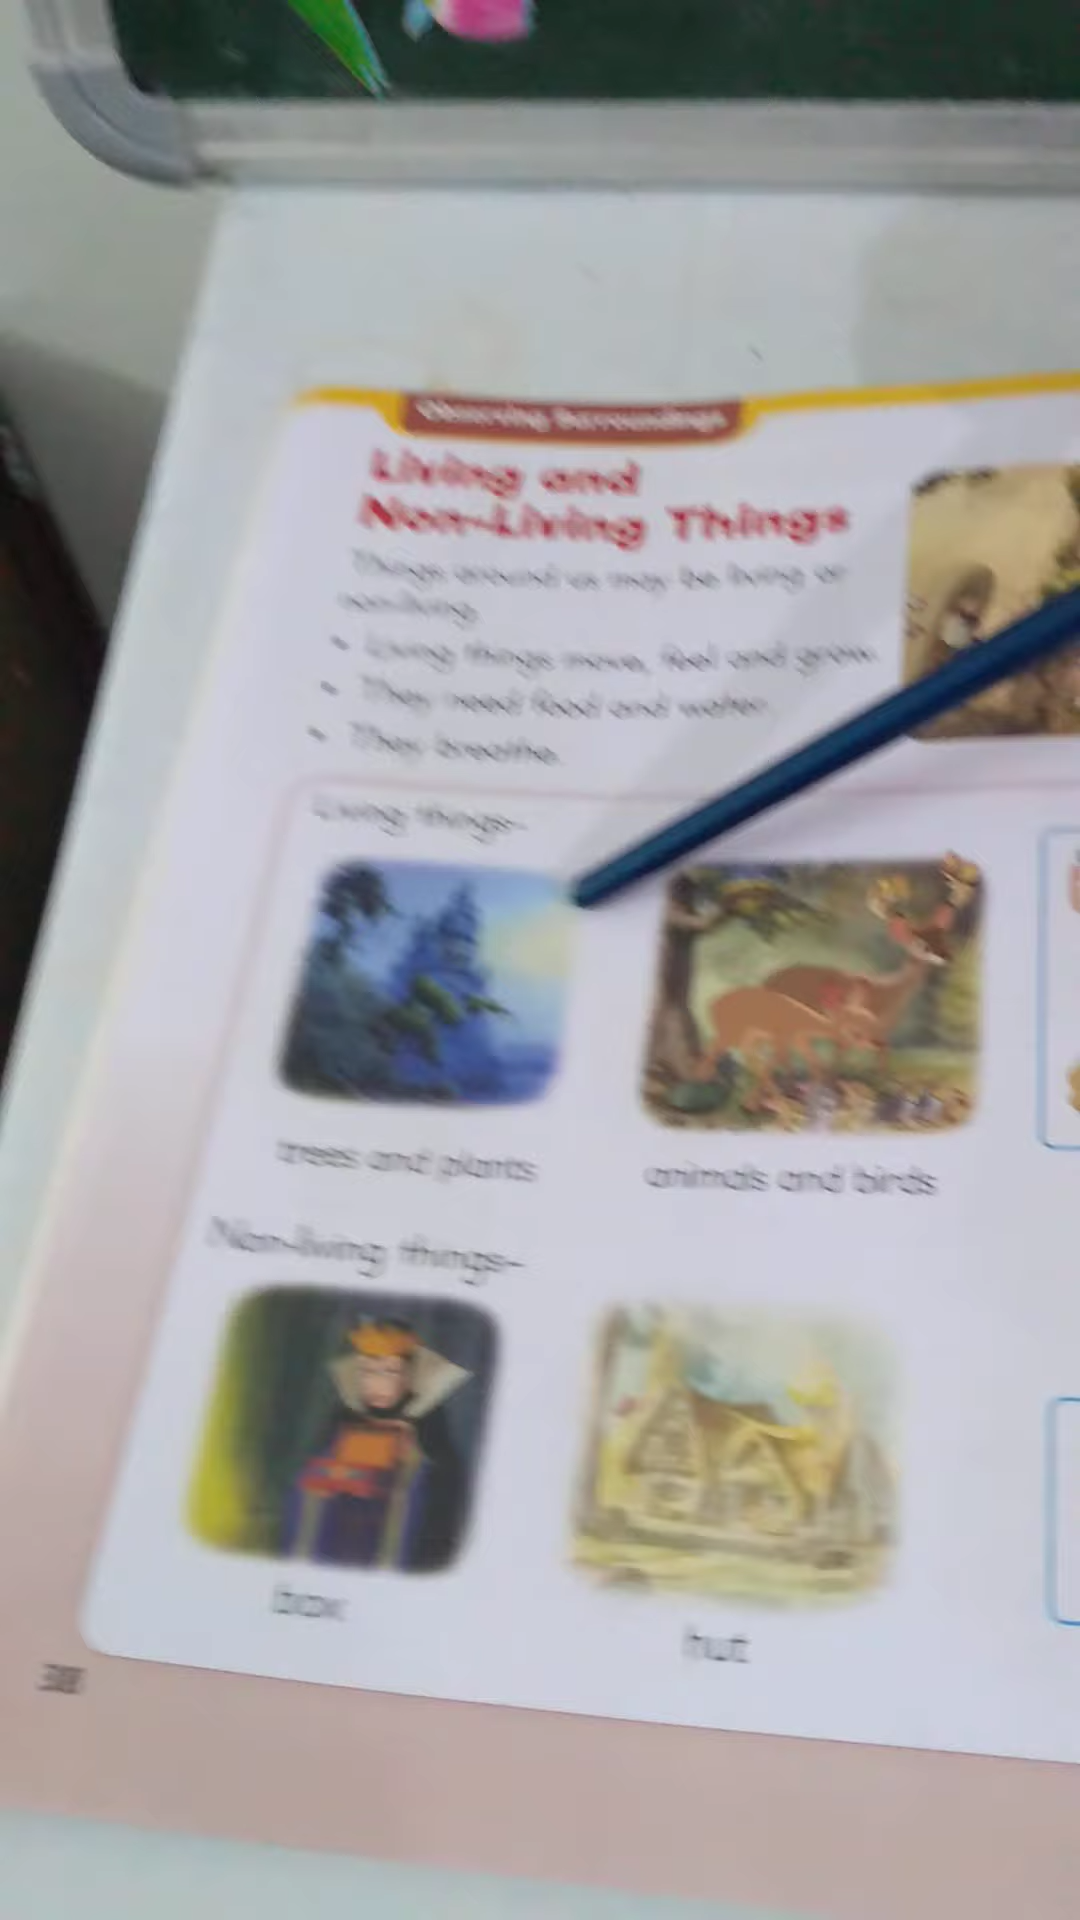 Observing Surroundings
Living and
Non-Living Things
Things around us may be living or
non-living.
• Living things move, feel and grow.
• They need food and water.
• They breathe.
Living things-
trees and plants
animals and birds
Non-living things-
box
hut
38